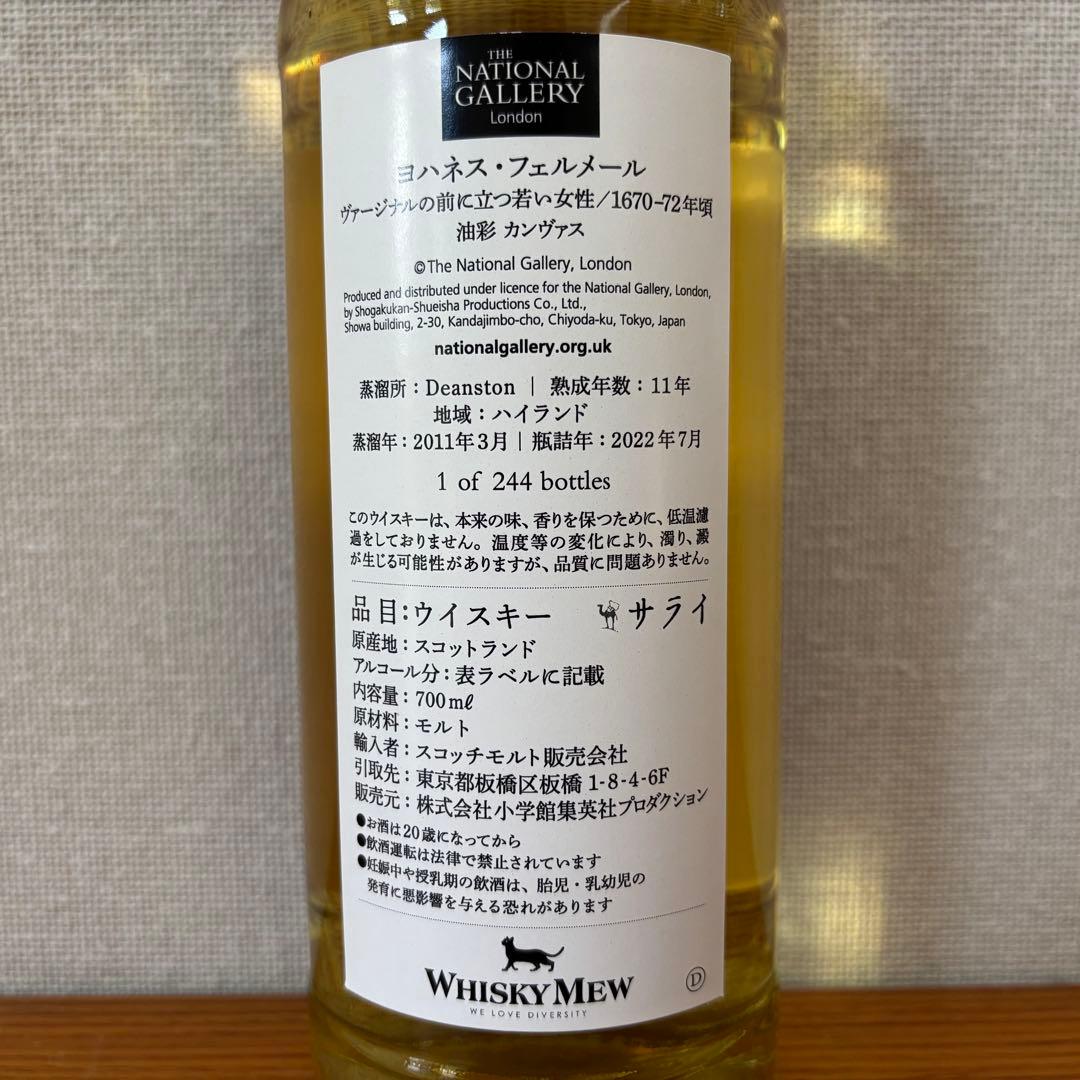 THE
NATIONAL
GALLERY
London
ヨハネス・フェルメール
ヴァージナルの前に立つ若い女性/1670-72年頃
油彩 カンヴァス
©The National Gallery, London
Produced and distributed under licence for the National Gallery, London,
by Shogakukan-Shueisha Productions Co., Ltd.,
Showa building, 2-30, Kandajimbo-cho, Chiyoda-ku, Tokyo, Japan
nationalgallery.org.uk
蒸溜所：Deanston | 熟成年数：11年
地域：ハイランド
蒸溜年：2011年3月 | 瓶詰年：2022年7月
1 of 244 bottles
このウイスキーは、本来の味、香りを保つために、低温濾
過をしておりません。温度等の変化により、濁り、澱
が生じる可能性がありますが、品質に問題ありません。
品目：ウイスキー サライ
原産地：スコットランド
アルコール分：表ラベルに記載
内容量：700mℓ
原材料：モルト
輸入者：スコッチモルト販売会社
引取先：東京都板橋区板橋1-8-4-6F
販売元：株式会社小学館集英社プロダクション
●お酒は20歳になってから
●飲酒運転は法律で禁止されています
●妊娠中や授乳期の飲酒は、胎児・乳幼児の
発育に悪影響を与える恐れがあります
WHISKY MEW
WE LOVE DIVERSITY
D